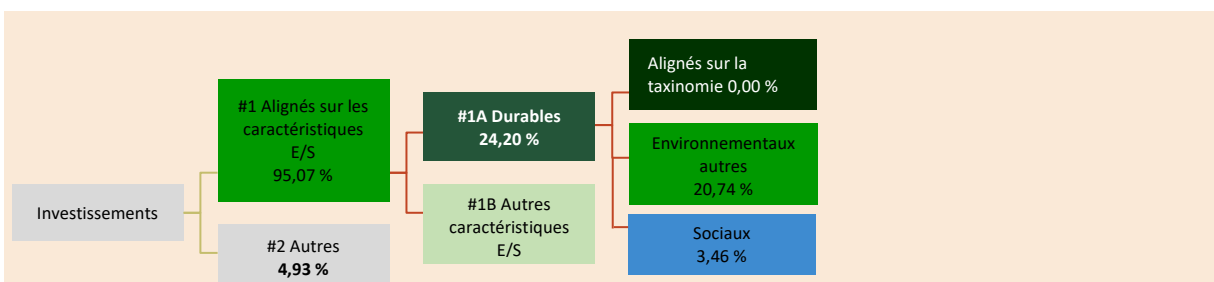 Investissements
#1 Alignés sur les
caractéristiques
E/S
95,07 %
#2 Autres
4,93 %
#1A Durables
24,20 %
#1B Autres
caractéristiques
E/S
Alignés sur la
taxinomie 0,00 %
Environnementaux
autres
20,74 %
Sociaux
3,46 %